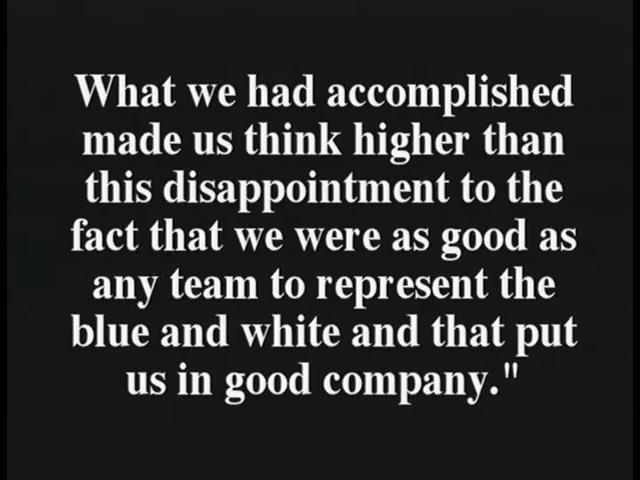 What we had accomplished
made us think higher than
this disappointment to the
fact that we were as good as
any team to represent the
blue and white and that put
us in good company."